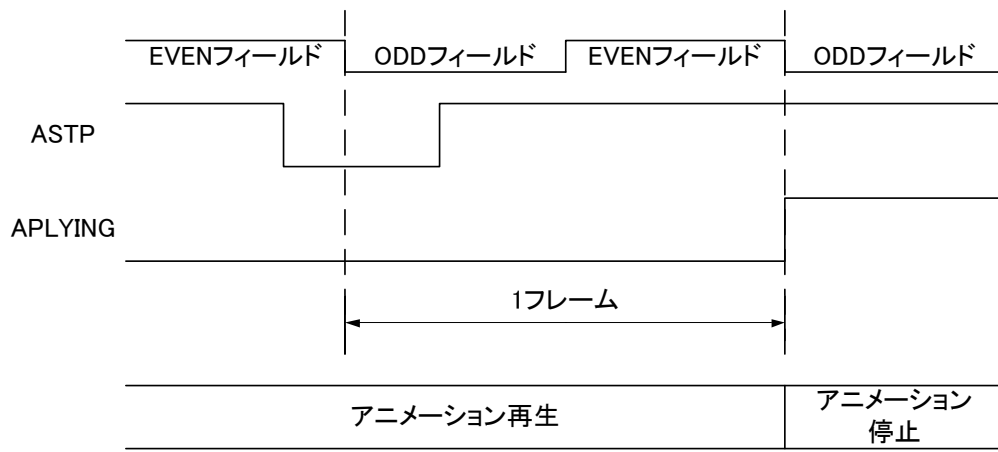 EVENフィールド ODDフィールド EVENフィールド ODDフィールド
ASTP
APLYING
1フレーム
アニメーション再生
アニメーション
停止